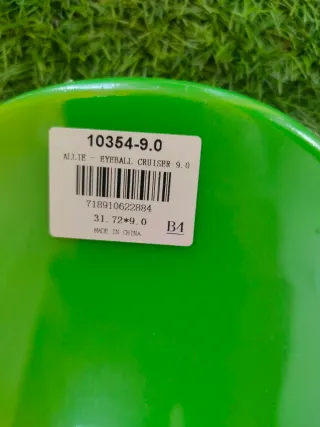 10354-9.0
ALLIE - EYEBALL CRUISER 9.0
718910622884
31.72*9.0
MADE IN CHINA
B4